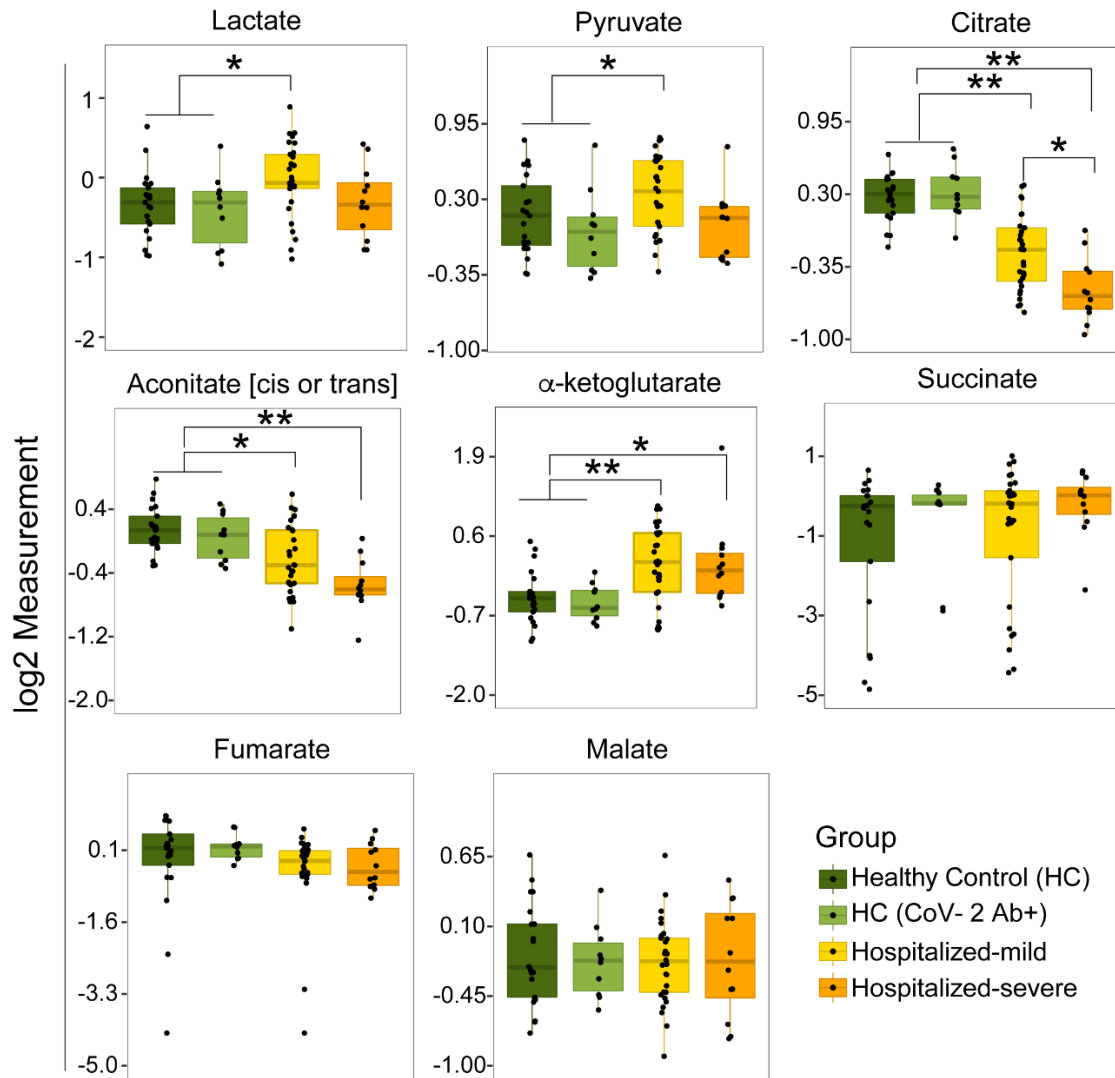 Lactate
Pyruvate
Citrate
*
*
**
**
*
1
0
-1
-2
0.95
0.30
-0.35
-1.00
0.95
0.30
-0.35
-1.00
log2 Measurement
Aconitate [cis or trans]
α-ketoglutarate
Succinate
**
*
*
**
0.4
-0.4
-1.2
-2.0
1.9
0.6
-0.7
-2.0
1
-1
-3
-5
Fumarate
Malate
0.1
-1.6
-3.3
-5.0
0.65
0.10
-0.45
-1.00
Group
Healthy Control (HC)
HC (CoV- 2 Ab+)
Hospitalized-mild
Hospitalized-severe